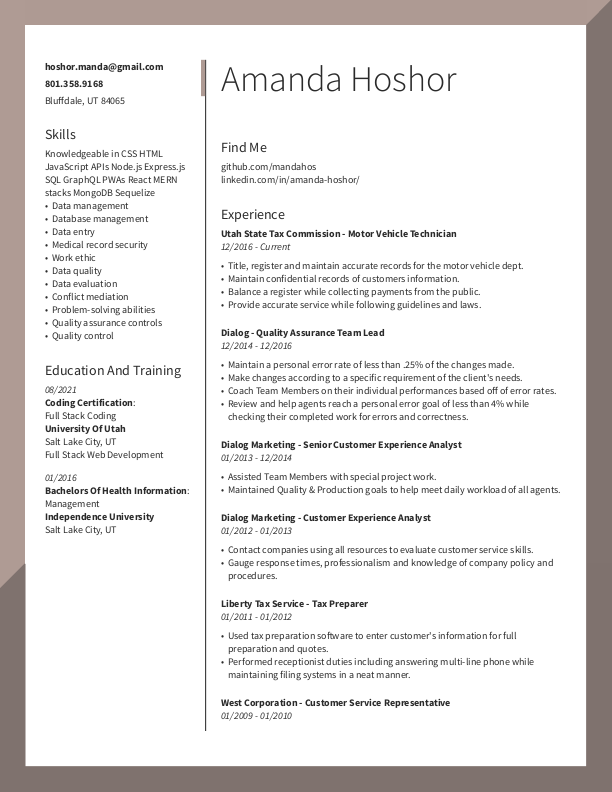 hoshor.manda@gmail.com
801.358.9168
Bluffdale, UT 84065
Skills
Knowledgeable in CSS HTML
JavaScript APIs Node.js Express.js
SQL GraphQL PWAs React MERN
stacks MongoDB Sequelize
• Data management
• Database management
• Data entry
• Medical record security
• Work ethic
• Data quality
• Data evaluation
• Conflict mediation
• Problem-solving abilities
• Quality assurance controls
• Quality control
Education And Training
08/2021
Coding Certification:
Full Stack Coding
University Of Utah
Salt Lake City, UT
Full Stack Web Development
01/2016
Bachelors Of Health Information:
Management
Independence University
Salt Lake City, UT
Amanda Hoshor
Find Me
github.com/mandahos
linkedin.com/in/amanda-hoshor/
Experience
Utah State Tax Commission - Motor Vehicle Technician
12/2016 - Current
• Title, register and maintain accurate records for the motor vehicle dept.
• Maintain confidential records of customers information.
• Balance a register while collecting payments from the public.
• Provide accurate service while following guidelines and laws.
Dialog - Quality Assurance Team Lead
12/2014 - 12/2016
• Maintain a personal error rate of less than .25% of the changes made.
• Make changes according to a specific requirement of the client's needs.
• Coach Team Members on their individual performances based off of error rates.
• Review and help agents reach a personal error goal of less than 4% while
checking their completed work for errors and correctness.
Dialog Marketing - Senior Customer Experience Analyst
01/2013 - 12/2014
• Assisted Team Members with special project work.
• Maintained Quality & Production goals to help meet daily workload of all agents.
Dialog Marketing - Customer Experience Analyst
01/2012 - 01/2013
• Contact companies using all resources to evaluate customer service skills.
• Gauge response times, professionalism and knowledge of company policy and
procedures.
Liberty Tax Service - Tax Preparer
01/2011 - 01/2012
• Used tax preparation software to enter customer's information for full
preparation and quotes.
• Performed receptionist duties including answering multi-line phone while
maintaining filing systems in a neat manner.
West Corporation - Customer Service Representative
01/2009 - 01/2010